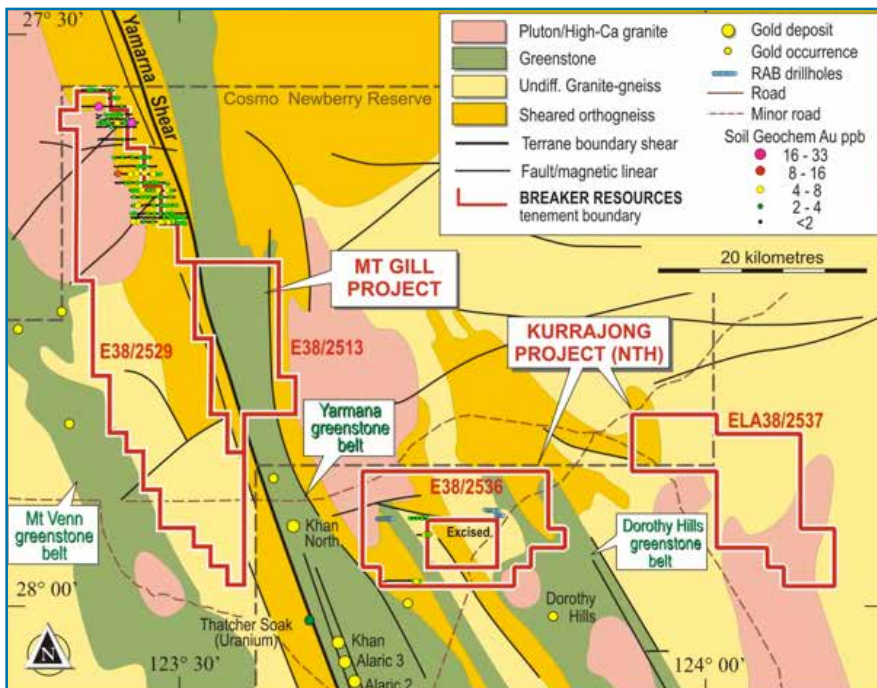 27° 30'
Yamarna
Shear
Cosmo Newberry Reserve
Pluton/High-Ca granite
Greenstone
Undiff. Granite-gneiss
Sheared orthogneiss
Terrane boundary shear
Fault/magnetic linear
BREAKER RESOURCES
tenement boundary
Gold deposit
Gold occurrence
RAB drillholes
Road
Minor road
Soil Geochem Au ppb
16 - 33
8 - 16
4 - 8
2 - 4
<2
20 kilometres
MT GILL
PROJECT
KURRAJONG
PROJECT (NTH)
E38/2529
E38/2513
Yarmana
greenstone
belt
ELA38/2537
E38/2536
Excised.
Mt Venn
greenstone
belt
Khan
North.
Dorothy Hills
greenstone
belt
28° 00'
Thatcher Soak
(Uranium)
Dorothy
Hills
Khan
Alaric 3
Alaric 2
N
123° 30'
124° 00'